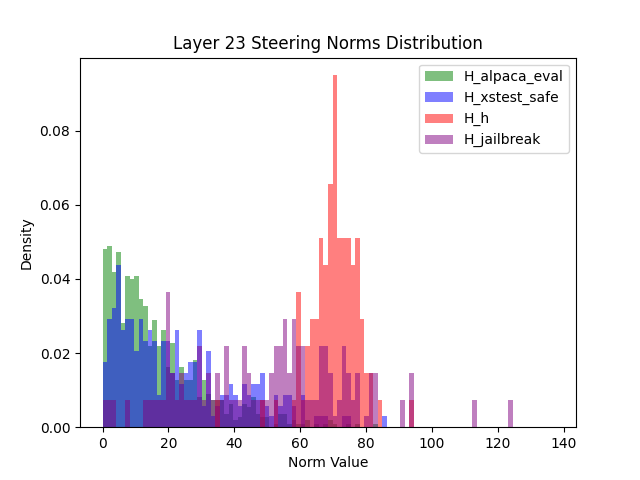 Layer 23 Steering Norms Distribution
H_alpaca_eval
H_xstest_safe
H_h
H_jailbreak
Density
0.08
0.06
0.04
0.02
0.00
0 20 40 60 80 100 120 140
Norm Value